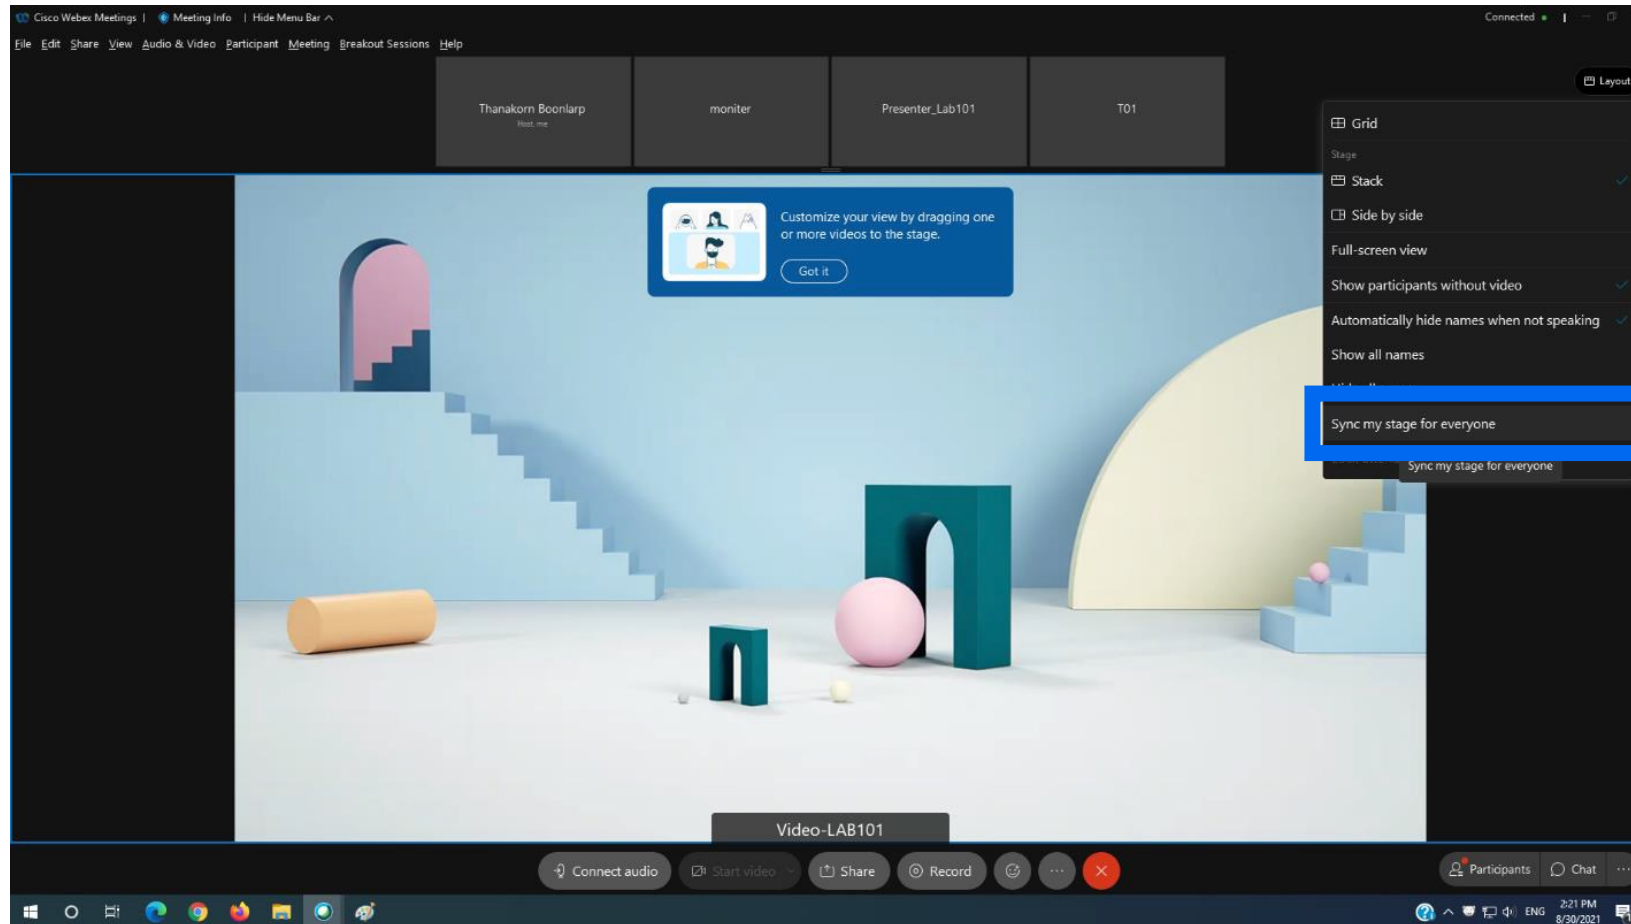 Cisco Webex Meetings | Meeting Info | Hide Menu Bar
Connected
File Edit Share View Audio & Video Participant Meeting Breakout Sessions Help
Layout
Thanakorn Boonlarp
Host, me
moniter
Presenter_Lab101
T01
Grid
Stage
Stack
Side by side
Full-screen view
Show participants without video
Automatically hide names when not speaking
Show all names
Sync my stage for everyone
Sync my stage for everyone
Customize your view by dragging one
or more videos to the stage.
Got it
Video-LAB101
Connect audio
Start video
Share
Record
Participants
Chat
ENG
2:21 PM
8/30/2021